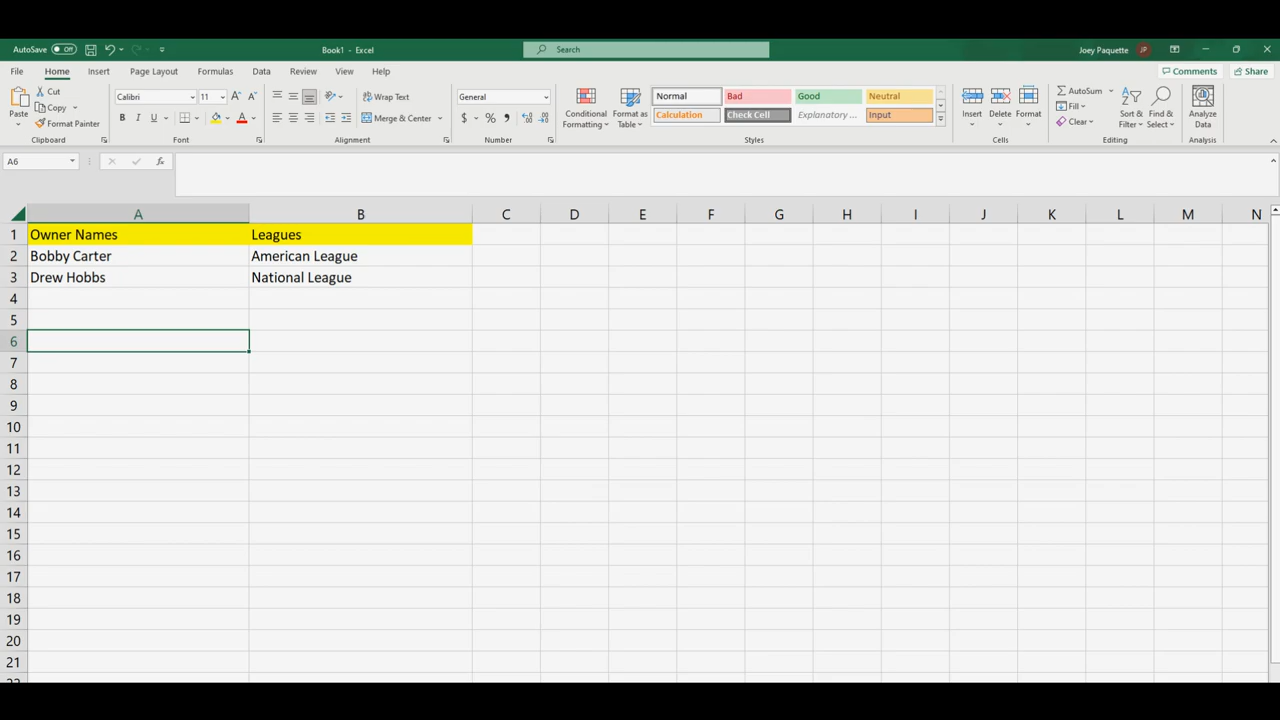 AutoSave Off Book1 - Excel Search Joey Paquette JP
File Home Insert Page Layout Formulas Data Review View Help Comments Share
Paste Cut Copy Format Painter
Clipboard
Calibri 11 A A
B I U A
Font
Wrap Text
Merge & Center
Alignment
General
$ % ,
Number
Conditional Formatting
Format as Table
Normal Bad Good Neutral
Calculation Check Cell Explanatory ... Input
Styles
Insert Delete Format
Cells
AutoSum
Fill
Clear
Sort & Filter
Find & Select
Editing
Analyze Data
Analysis
A6 fx
A B C D E F G H I J K L M N
1 Owner Names Leagues
2 Bobby Carter American League
3 Drew Hobbs National League
4
5
6
7
8
9
10
11
12
13
14
15
16
17
18
19
20
21